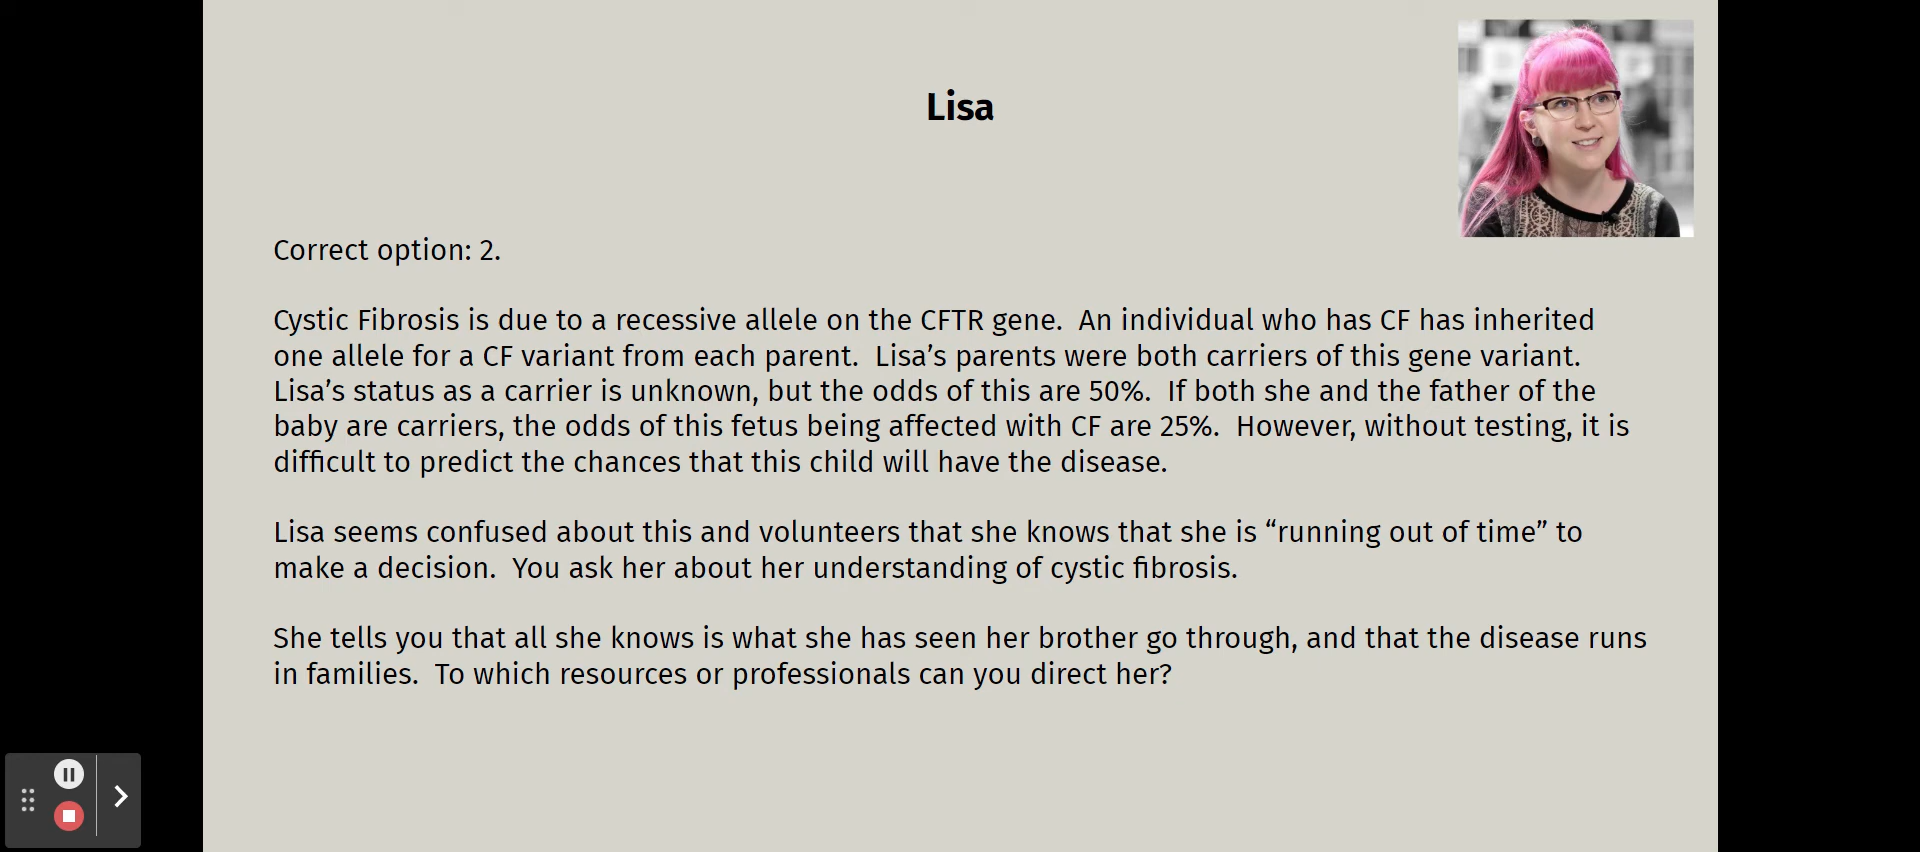 Lisa
Correct option: 2.
Cystic Fibrosis is due to a recessive allele on the CFTR gene.  An individual who has CF has inherited
one allele for a CF variant from each parent.  Lisa’s parents were both carriers of this gene variant.
Lisa’s status as a carrier is unknown, but the odds of this are 50%.  If both she and the father of the
baby are carriers, the odds of this fetus being affected with CF are 25%.  However, without testing, it is
difficult to predict the chances that this child will have the disease.
Lisa seems confused about this and volunteers that she knows that she is “running out of time” to
make a decision.  You ask her about her understanding of cystic fibrosis.
She tells you that all she knows is what she has seen her brother go through, and that the disease runs
in families.  To which resources or professionals can you direct her?